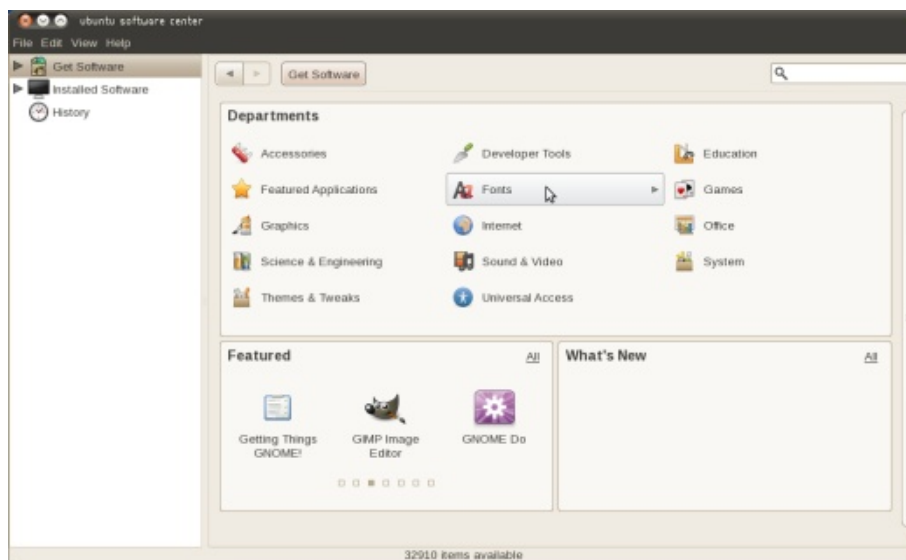 ubuntu software center
File Edit View Help
Get Software
Installed Software
History
Get Software
Departments
Accessories
Developer Tools
Education
Featured Applications
Fonts
Games
Graphics
Internet
Office
Science & Engineering
Sound & Video
System
Themes & Tweaks
Universal Access
Featured
All
What's New
All
Getting Things
GNOME!
GIMP Image
Editor
GNOME Do
32910 items available